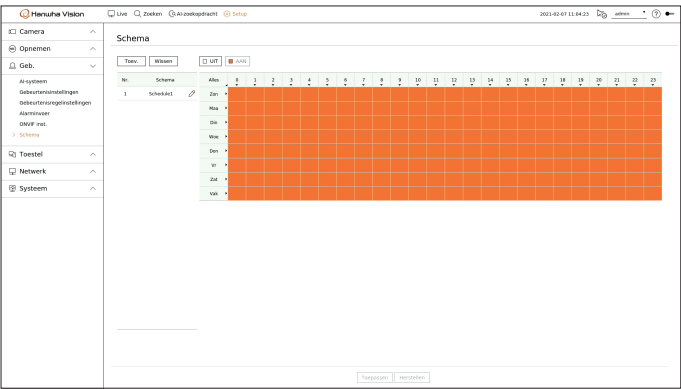 Hanwha Vision
Live Zoeken AI-zoekopdracht Setup
2021-02-07 11:04:23 admin
Camera
Opnemen
Geb.
AI-systeem
Gebeurtenisinstellingen
Gebeurtenisregelinstellingen
Alarminvoer
ONVIF inst.
> Schema
Toestel
Netwerk
Systeem
Schema
Toev. Wissen UIT AAN
Nr. Schema
1 Schedule1
Alles 0 1 2 3 4 5 6 7 8 9 10 11 12 13 14 15 16 17 18 19 20 21 22 23
Zon
Maa
Din
Woe
Don
Vr
Zat
Vak
Toepassen Herstellen